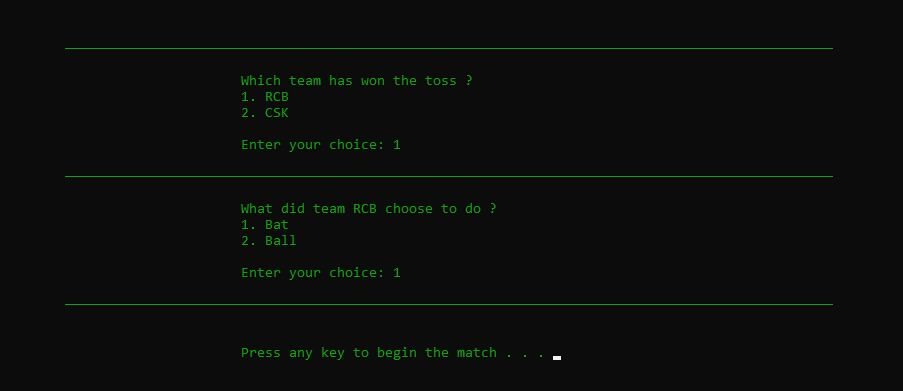 Which team has won the toss ?
1. RCB
2. CSK
Enter your choice: 1
What did team RCB choose to do ?
1. Bat
2. Ball
Enter your choice: 1
Press any key to begin the match . . .